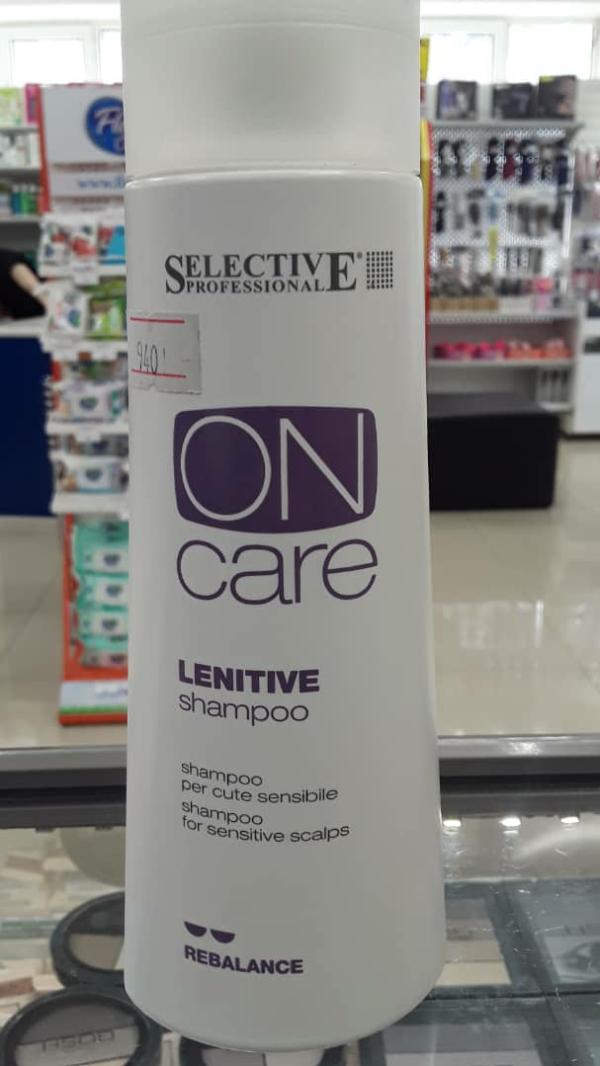 SELECTIVE®
PROFESSIONAL
940
ON
care
LENITIVE
shampoo
shampoo
per cute sensibile
shampoo
for sensitive scalps
REBALANCE